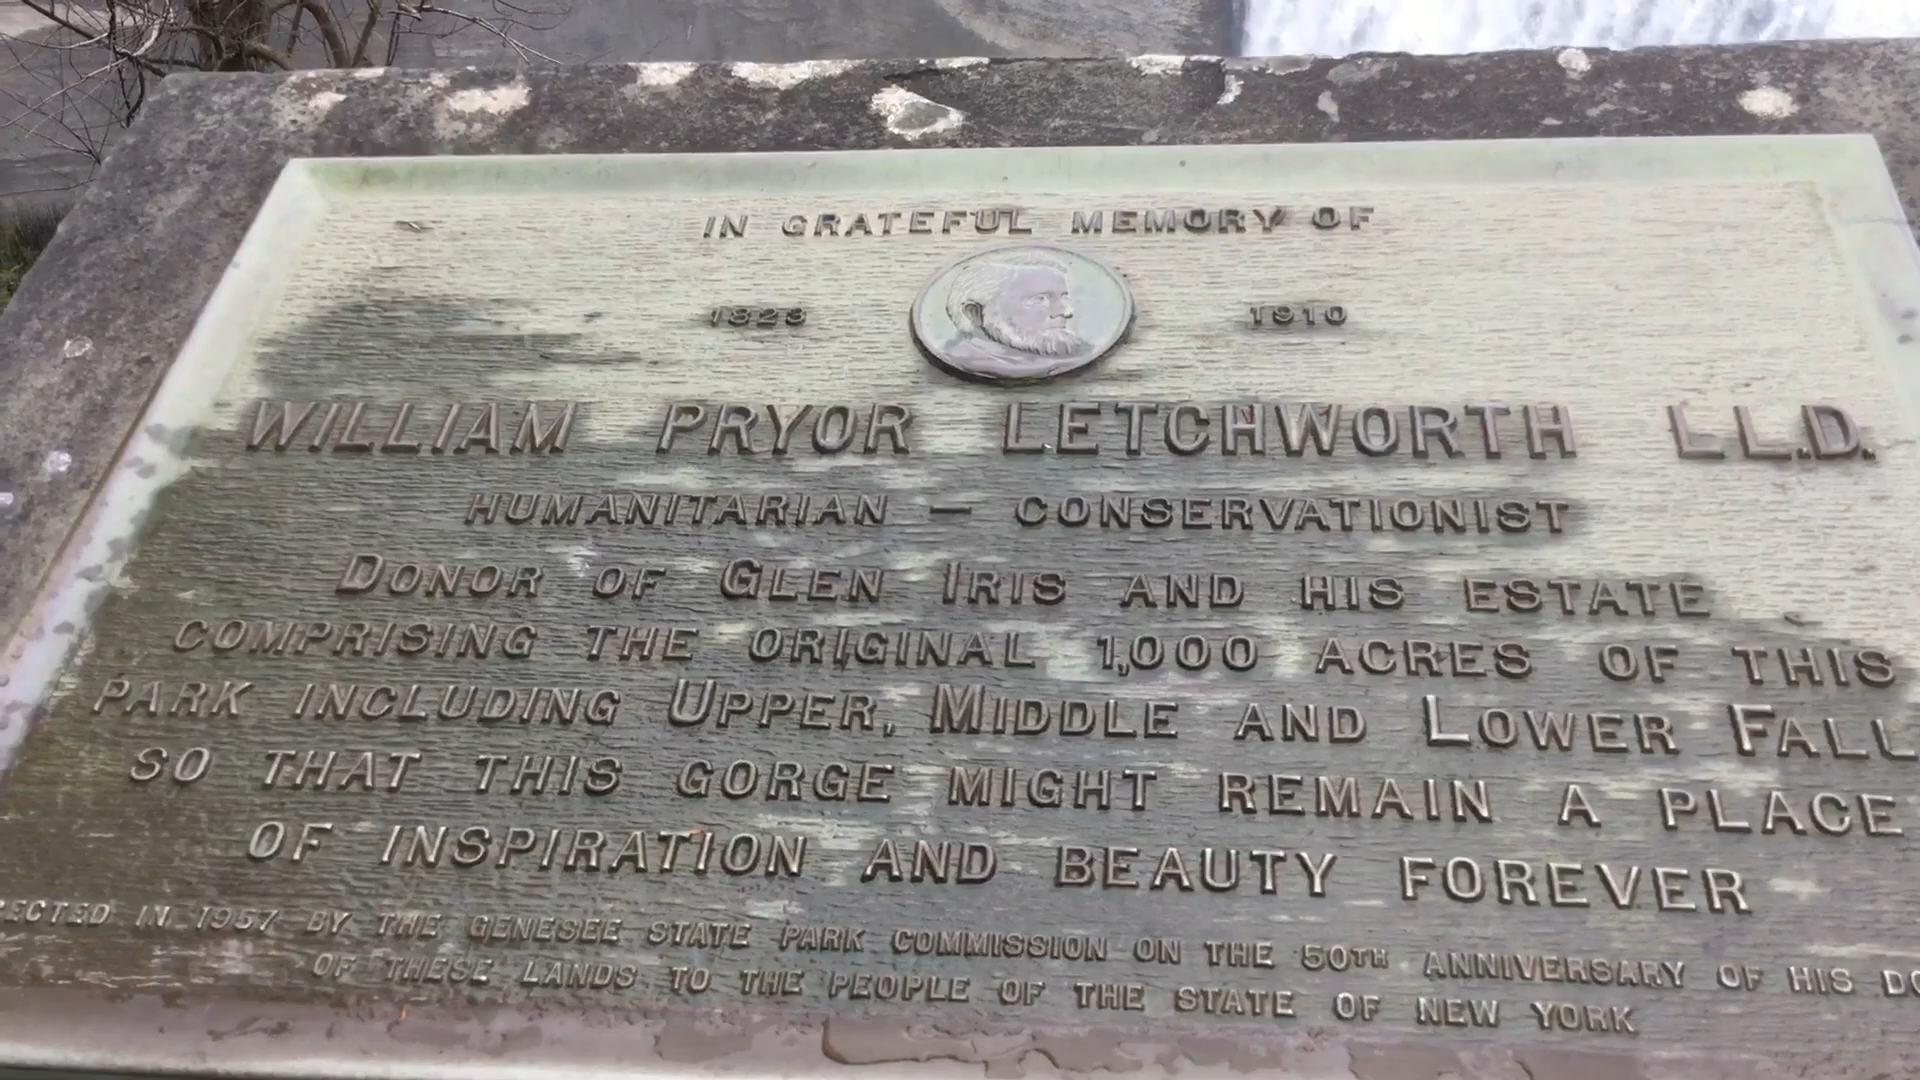 IN GRATEFUL MEMORY OF
1823 1910
WILLIAM PRYOR LETCHWORTH LL.D.
HUMANITARIAN — CONSERVATIONIST
DONOR OF GLEN IRIS AND HIS ESTATE
COMPRISING THE ORIGINAL 1,000 ACRES OF THIS
PARK INCLUDING UPPER, MIDDLE AND LOWER FALL
SO THAT THIS GORGE MIGHT REMAIN A PLACE
OF INSPIRATION AND BEAUTY FOREVER
RECTED IN 1957 BY THE GENESEE STATE PARK COMMISSION ON THE 50TH ANNIVERSARY OF HIS DO
OF THESE LANDS TO THE PEOPLE OF THE STATE OF NEW YORK